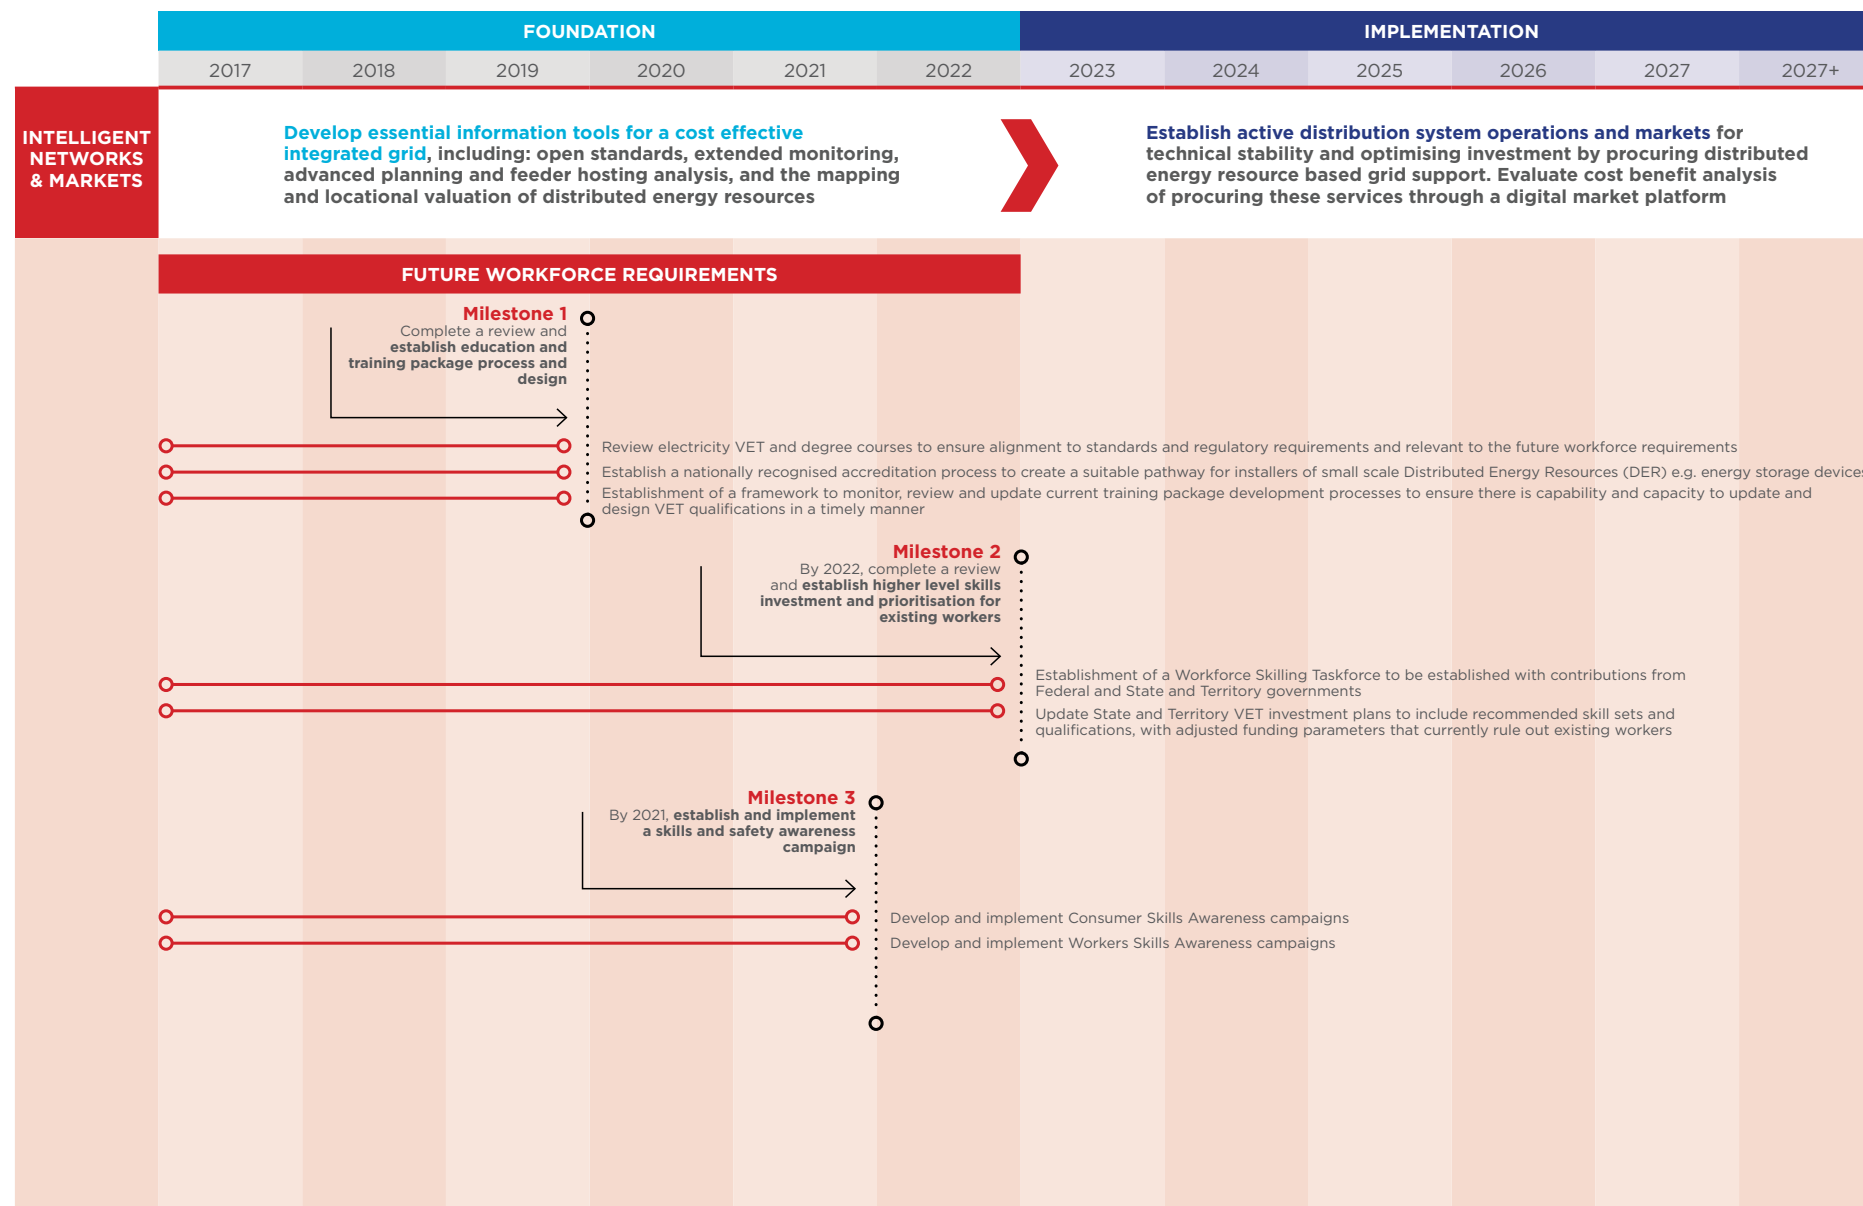 FOUNDATION
IMPLEMENTATION
2017
2018
2019
2020
2021
2022
2023
2024
2025
2026
2027
2027+
INTELLIGENT
NETWORKS
& MARKETS
Develop essential information tools for a cost effective
integrated grid, including: open standards, extended monitoring,
advanced planning and feeder hosting analysis, and the mapping
and locational valuation of distributed energy resources
Establish active distribution system operations and markets for
technical stability and optimising investment by procuring distributed
energy resource based grid support. Evaluate cost benefit analysis
of procuring these services through a digital market platform
FUTURE WORKFORCE REQUIREMENTS
Milestone 1
Complete a review and
establish education and
training package process and
design
Review electricity VET and degree courses to ensure alignment to standards and regulatory requirements and relevant to the future workforce requirements
Establish a nationally recognised accreditation process to create a suitable pathway for installers of small scale Distributed Energy Resources (DER) e.g. energy storage devices
Establishment of a framework to monitor, review and update current training package development processes to ensure there is capability and capacity to update and
design VET qualifications in a timely manner
Milestone 2
By 2022, complete a review
and establish higher level skills
investment and prioritisation for
existing workers
Establishment of a Workforce Skilling Taskforce to be established with contributions from
Federal and State and Territory governments
Update State and Territory VET investment plans to include recommended skill sets and
qualifications, with adjusted funding parameters that currently rule out existing workers
Milestone 3
By 2021, establish and implement
a skills and safety awareness
campaign
Develop and implement Consumer Skills Awareness campaigns
Develop and implement Workers Skills Awareness campaigns